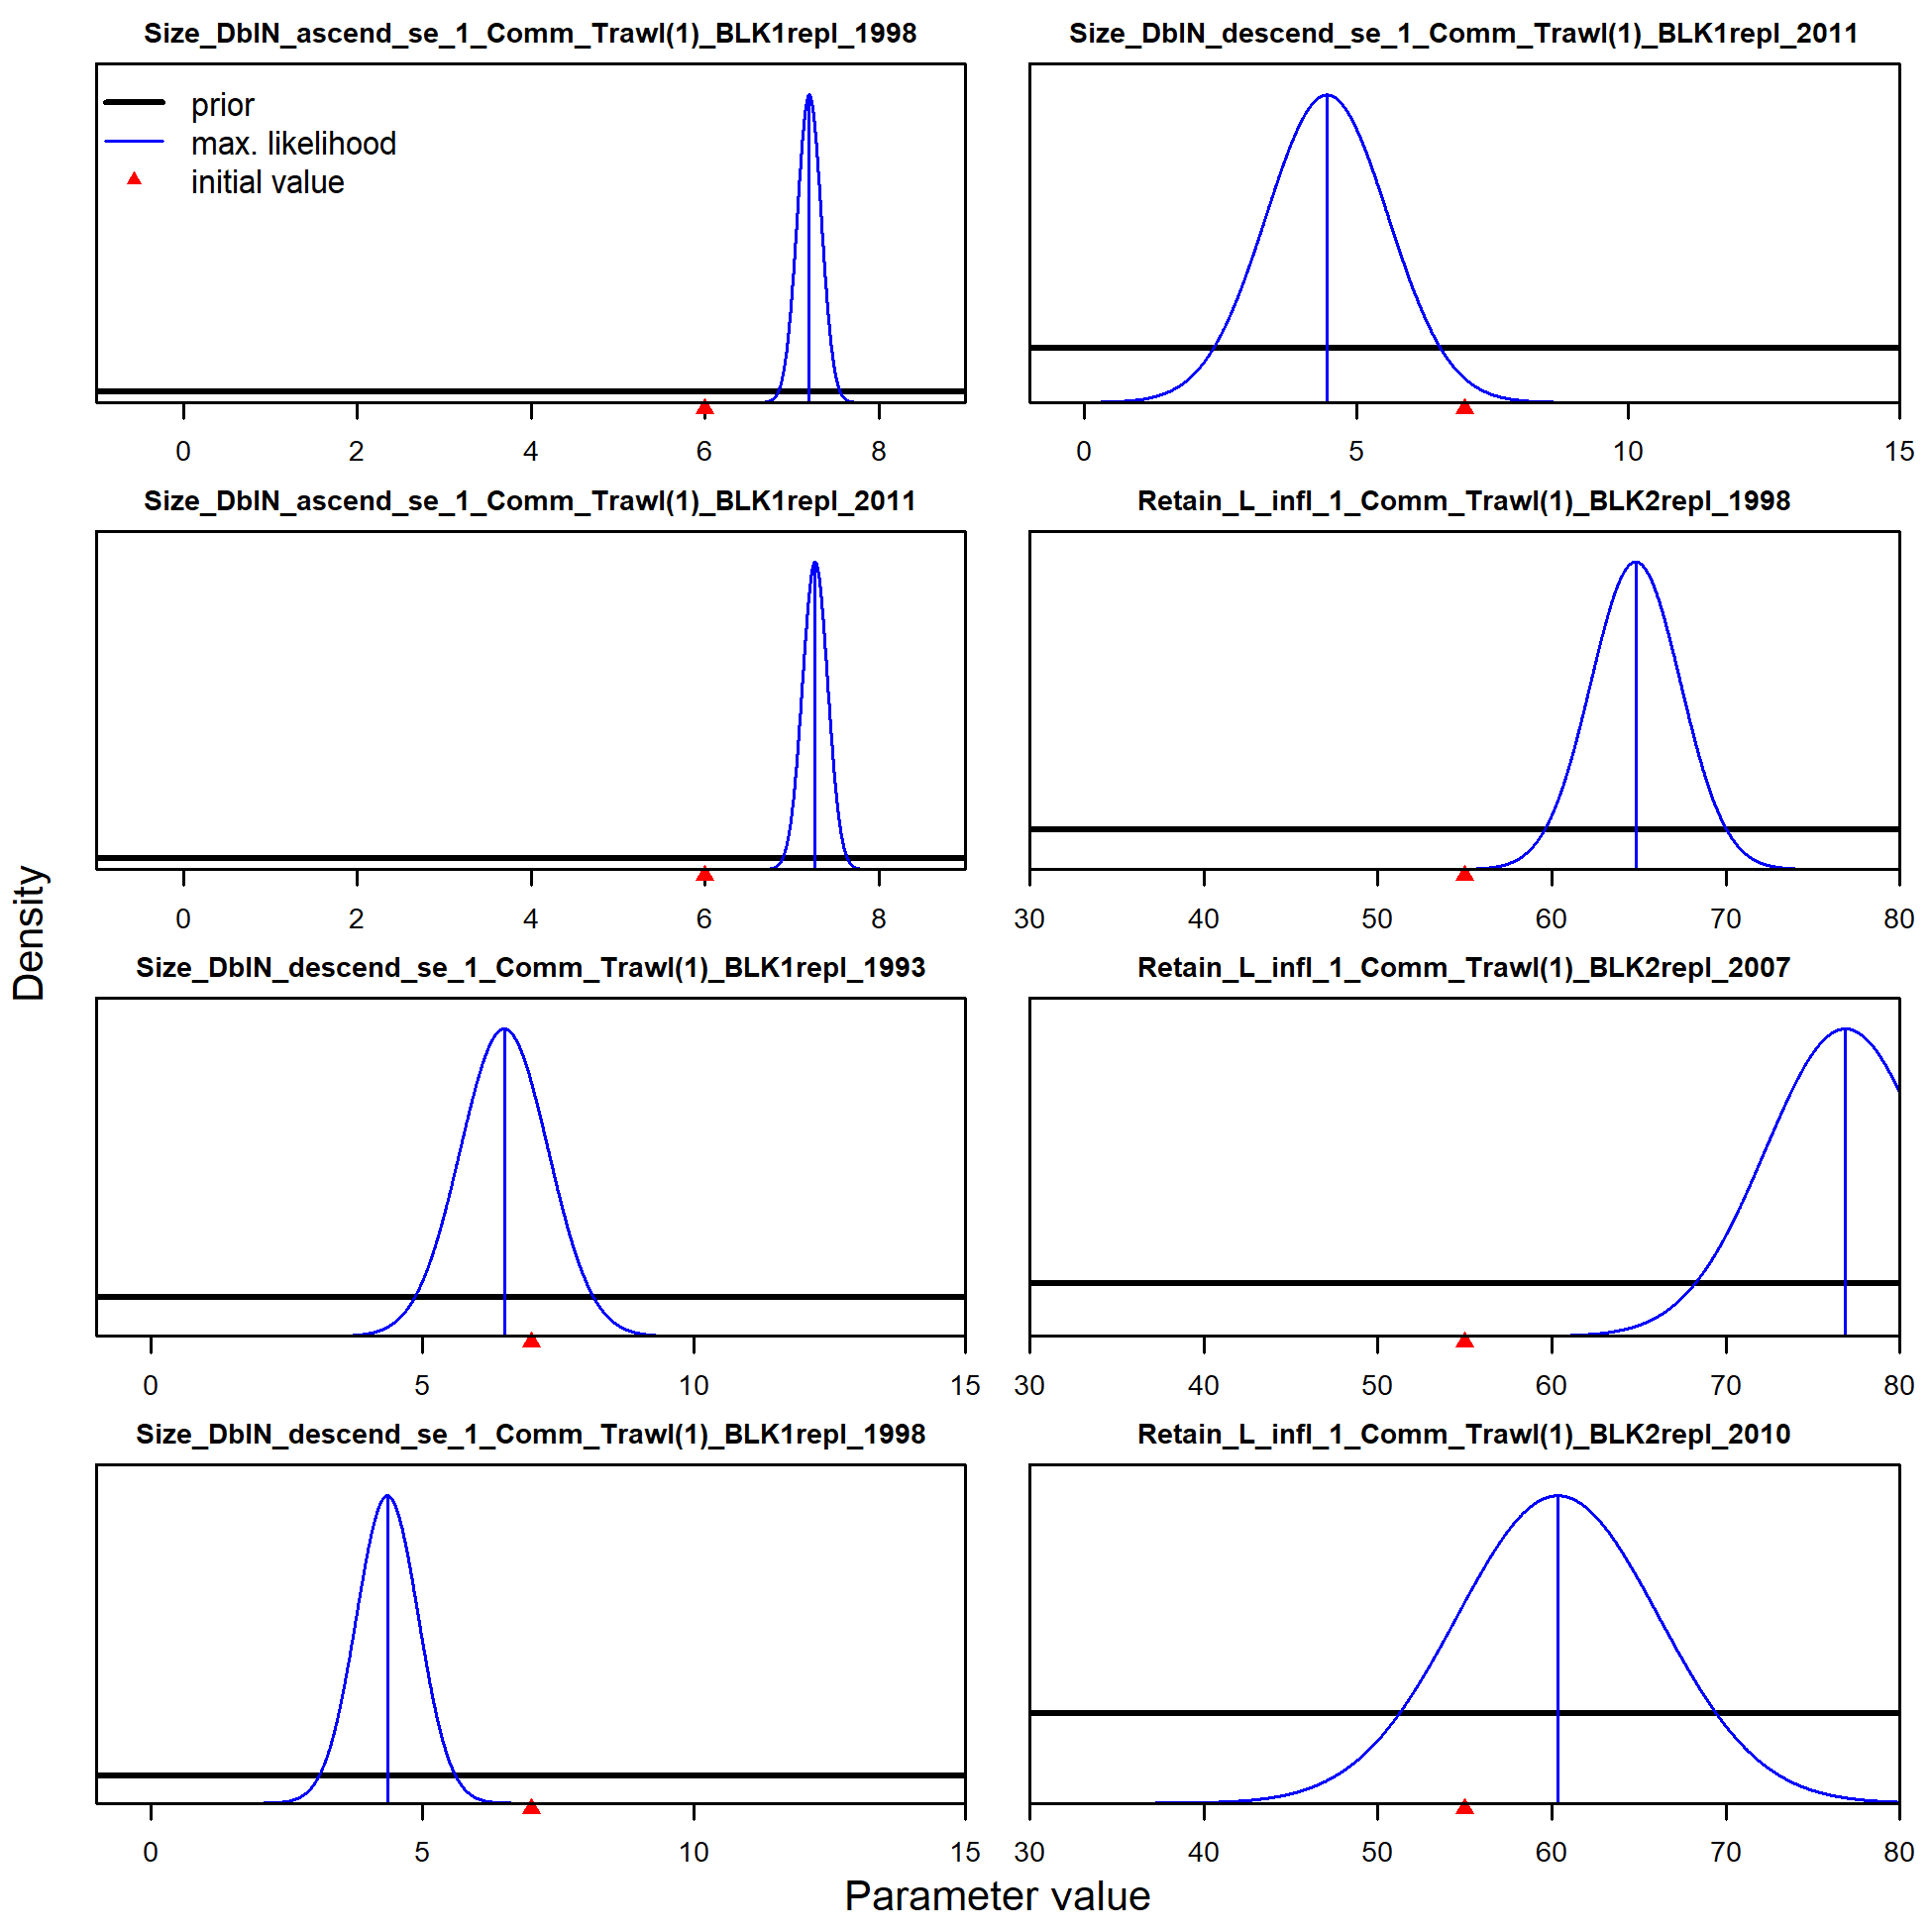 Size_DblN_ascend_se_1_Comm_Trawl(1)_BLK1repl_1998
prior
max. likelihood
initial value
0 2 4 6 8
Size_DblN_descend_se_1_Comm_Trawl(1)_BLK1repl_2011
0 5 10 15
Size_DblN_ascend_se_1_Comm_Trawl(1)_BLK1repl_2011
0 2 4 6 8
Retain_L_infl_1_Comm_Trawl(1)_BLK2repl_1998
30 40 50 60 70 80
Density
Size_DblN_descend_se_1_Comm_Trawl(1)_BLK1repl_1993
0 5 10 15
Retain_L_infl_1_Comm_Trawl(1)_BLK2repl_2007
30 40 50 60 70 80
Size_DblN_descend_se_1_Comm_Trawl(1)_BLK1repl_1998
0 5 10 15
Retain_L_infl_1_Comm_Trawl(1)_BLK2repl_2010
30 40 50 60 70 80
Parameter value